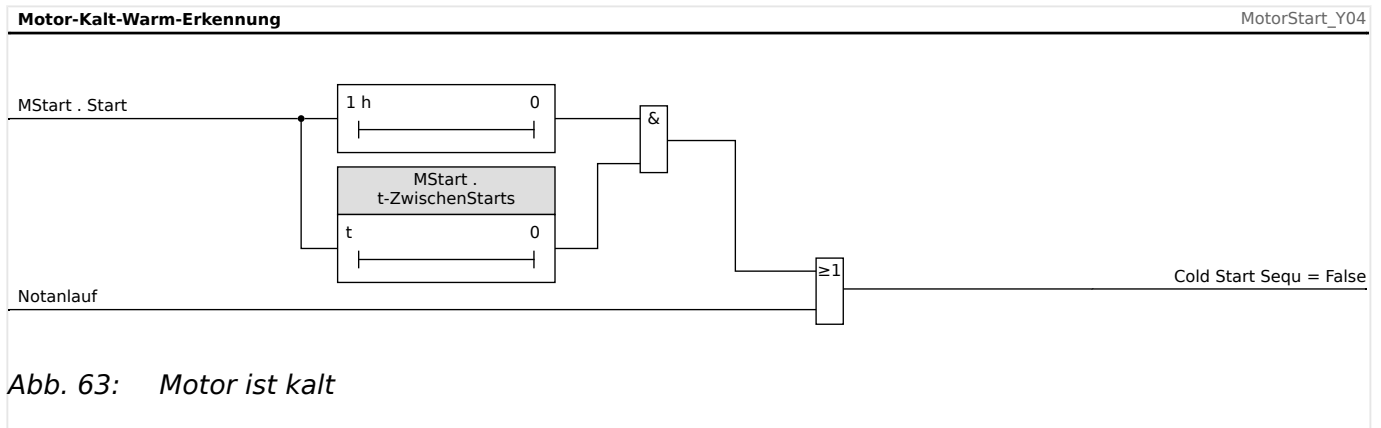 Motor-Kalt-Warm-Erkennung
MotorStart_Y04
MStart . Start
1 h 0
&
MStart .
t-ZwischenStarts
t 0
≥1
Cold Start Sequ = False
Notanlauf
Abb. 63: Motor ist kalt